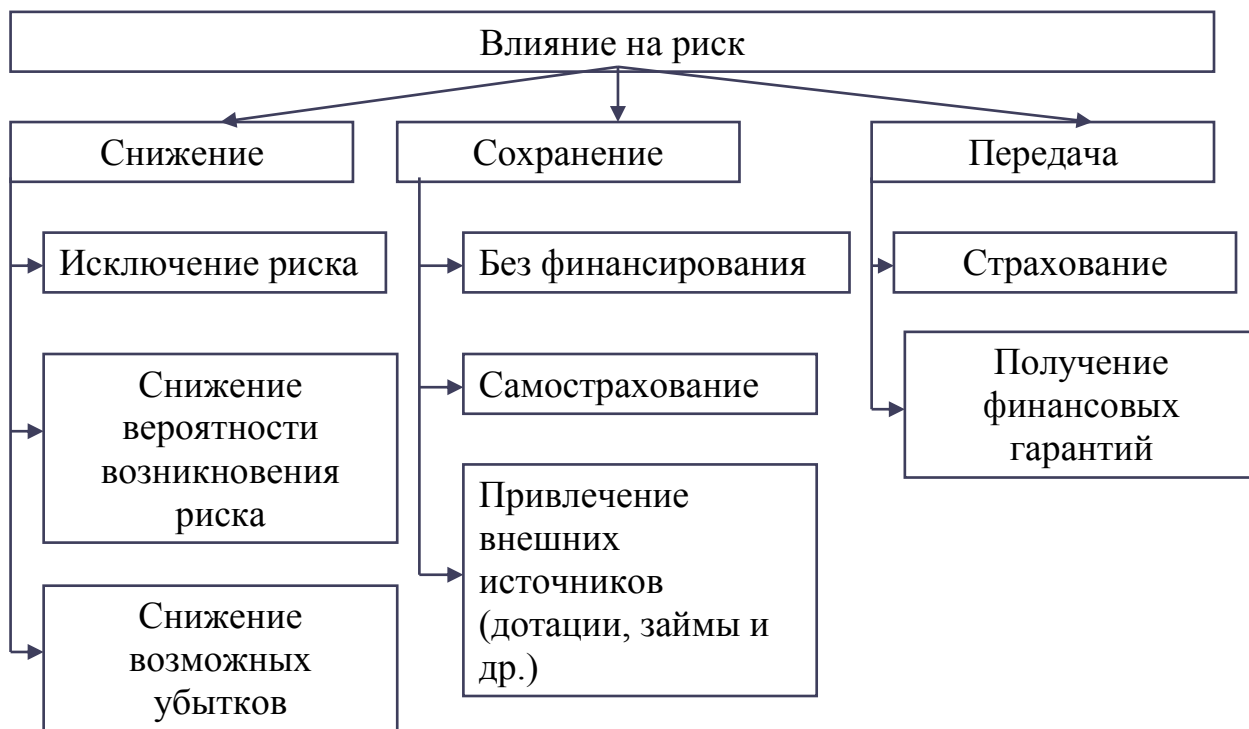 Влияние на риск
Снижение
Сохранение
Передача
Исключение риска
Без финансирования
Страхование
Снижение
вероятности
возникновения
риска
Самострахование
Получение
финансовых
гарантий
Привлечение
внешних
источников
(дотации, займы и
др.)
Снижение
возможных
убытков